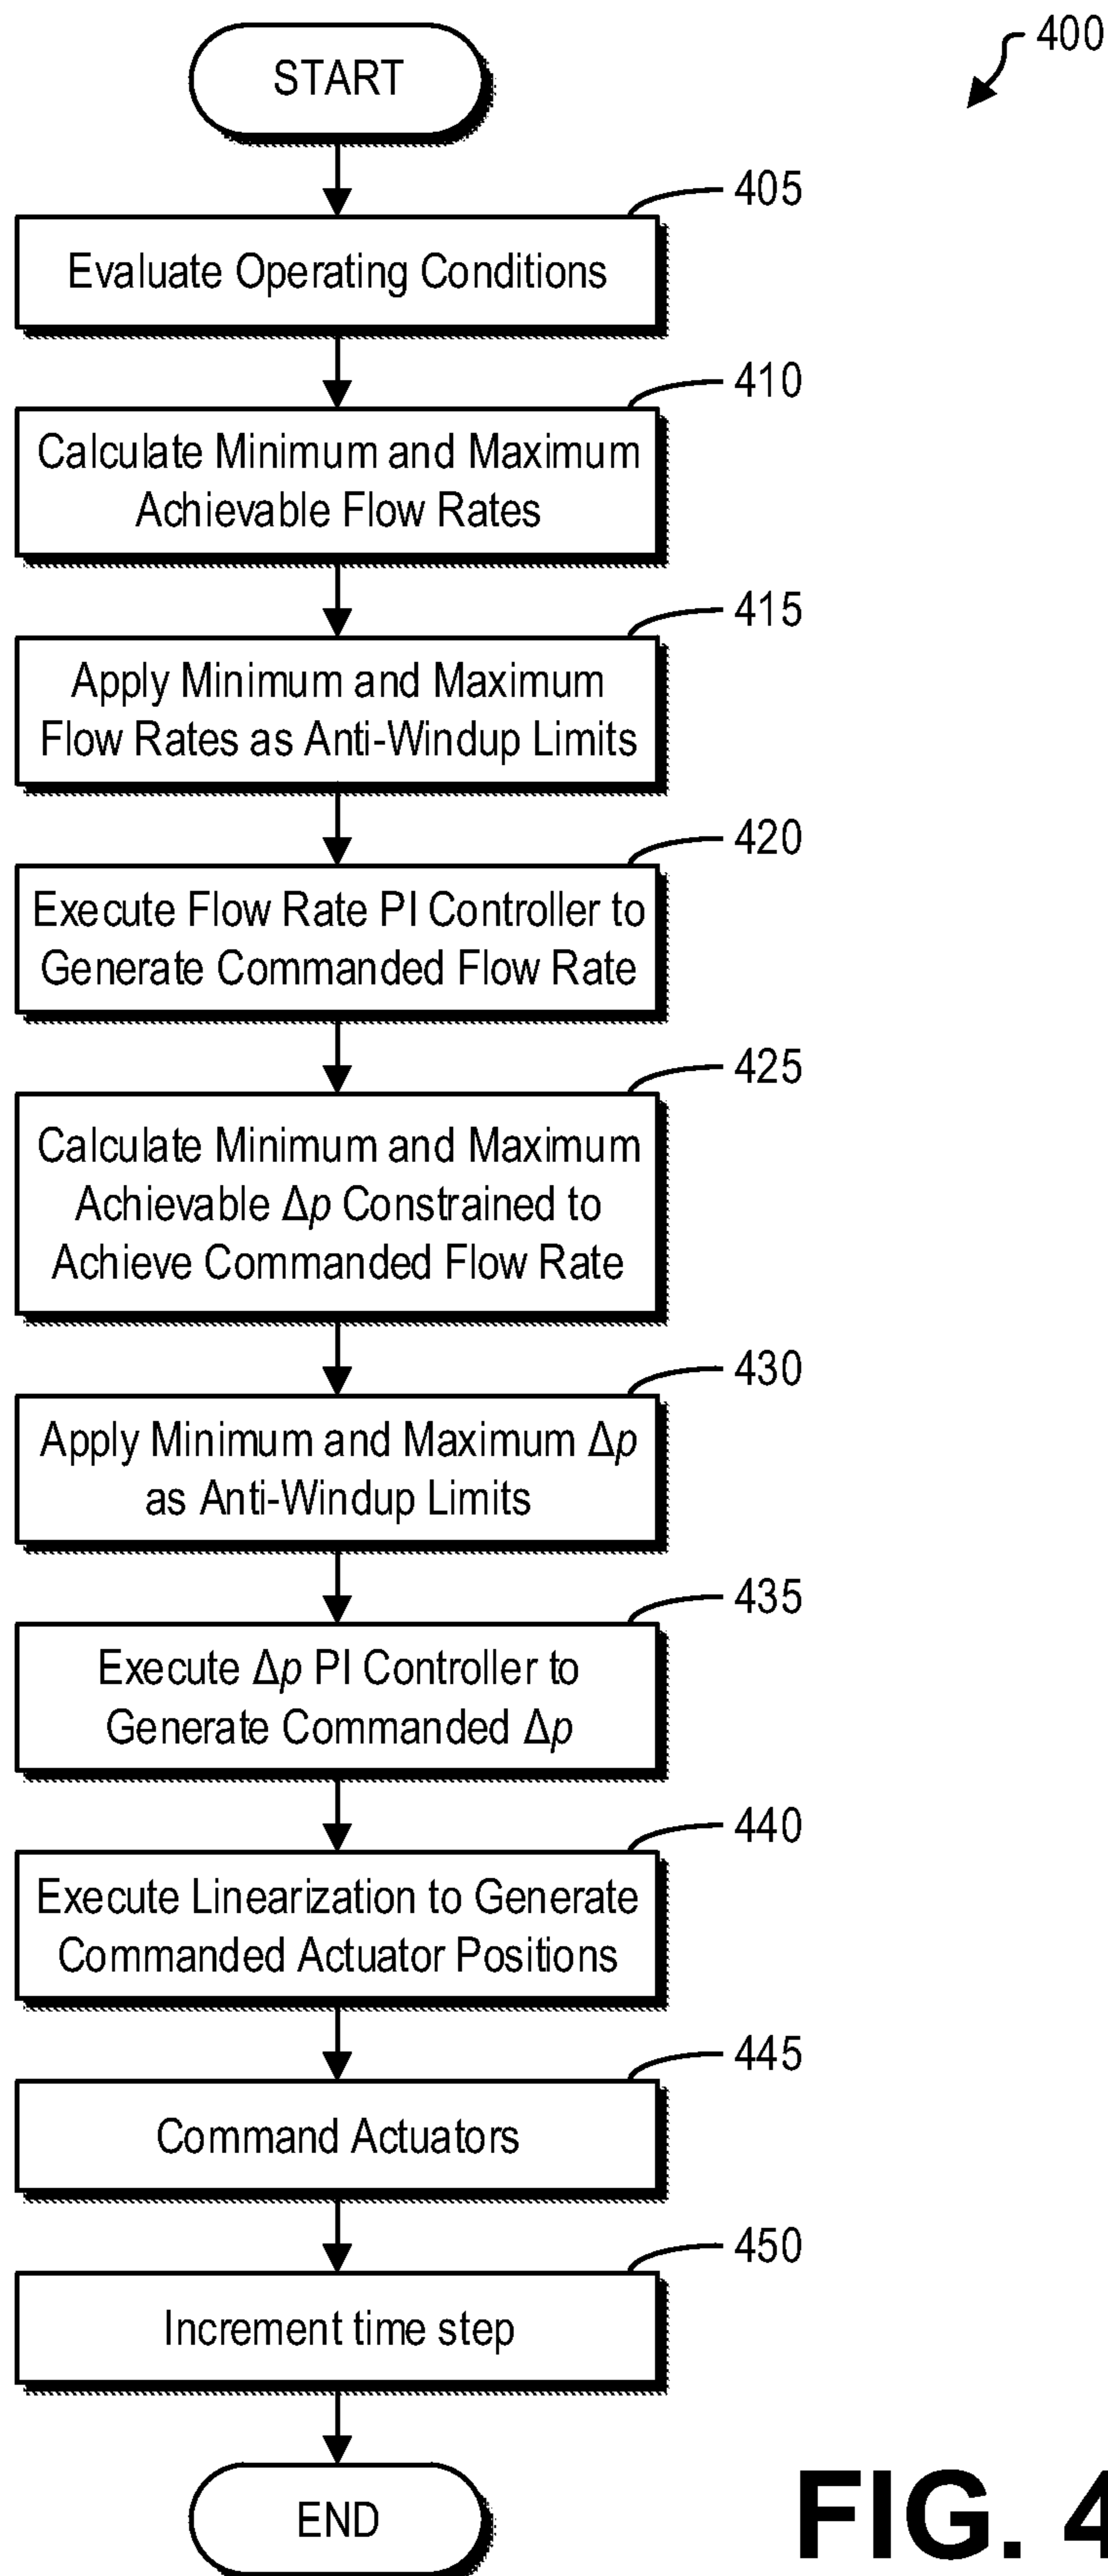 400
START
405
Evaluate Operating Conditions
410
Calculate Minimum and Maximum
Achievable Flow Rates
415
Apply Minimum and Maximum
Flow Rates as Anti-Windup Limits
420
Execute Flow Rate PI Controller to
Generate Commanded Flow Rate
425
Calculate Minimum and Maximum
Achievable Δp Constrained to
Achieve Commanded Flow Rate
430
Apply Minimum and Maximum Δp
as Anti-Windup Limits
435
Execute Δp PI Controller to
Generate Commanded Δp
440
Execute Linearization to Generate
Commanded Actuator Positions
445
Command Actuators
450
Increment time step
END
FIG. 4